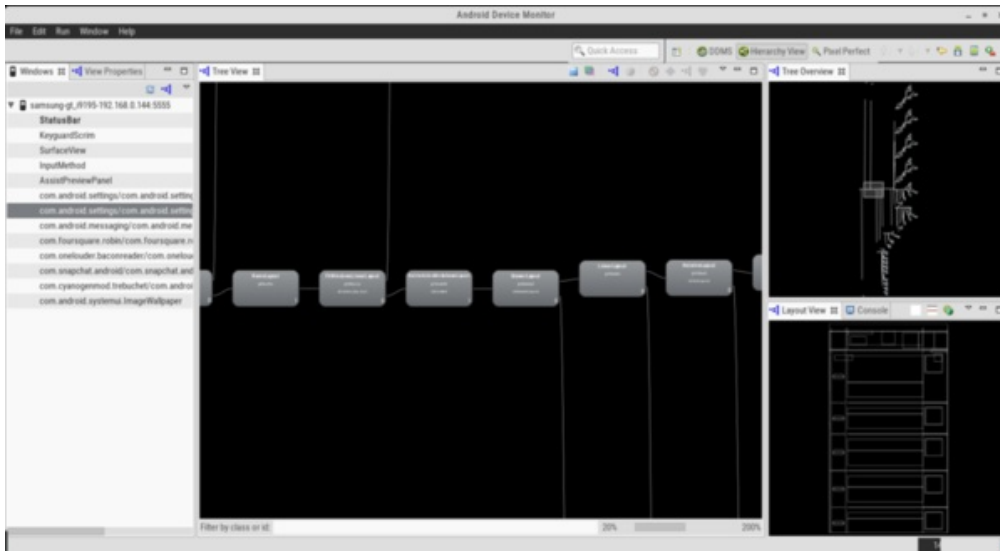 Android Device Monitor
File Edit Run Window Help
Quick Access DDMS Hierarchy View Pixel Perfect
Windows View Properties
samsung-gt_i9195-192.168.0.144:5555
StatusBar
KeyguardScrim
SurfaceView
InputMethod
AssistPreviewPanel
com.android.settings/com.android.setting
com.android.settings/com.android.setting
com.android.messaging/com.android.me
com.foursquare.robin/com.foursquare.r
com.onelouder.baconreader/com.onelou
com.snapchat.android/com.snapchat.and
com.cyanogenmod.trebuchet/com.andro
com.android.systemui.ImageWallpaper
Tree View
Filter by class or id:
20% 200%
Tree Overview
Layout View Console